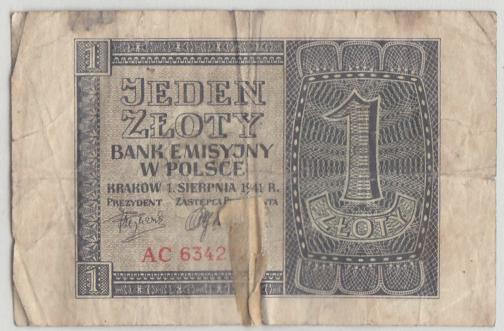 1
JEDEN
ZŁOTY
BANK EMISYJNY
W POLSCE
KRAKÓW 1. SIERPNIA 1941 R.
PREZYDENT ZASTĘPCA
AC 6342
1
1
ZŁOTY